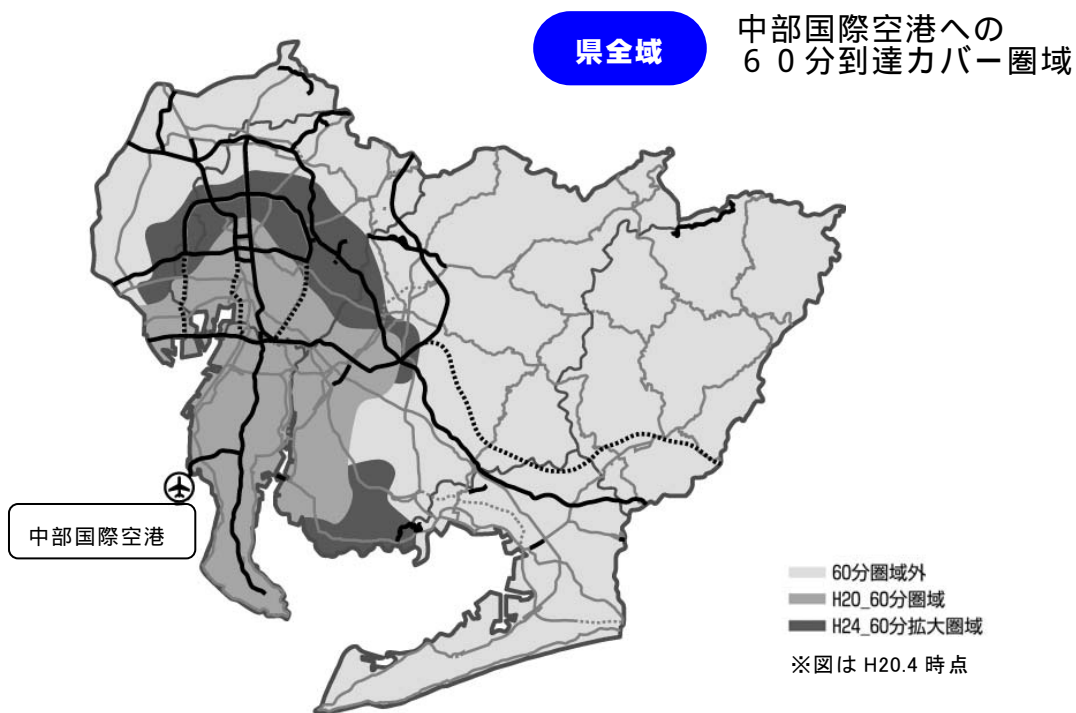 県全域
中部国際空港への
６０分到達カバー圏域
中部国際空港
60分圏域外
H20_60分圏域
H24_60分拡大圏域
※図は H20.4 時点